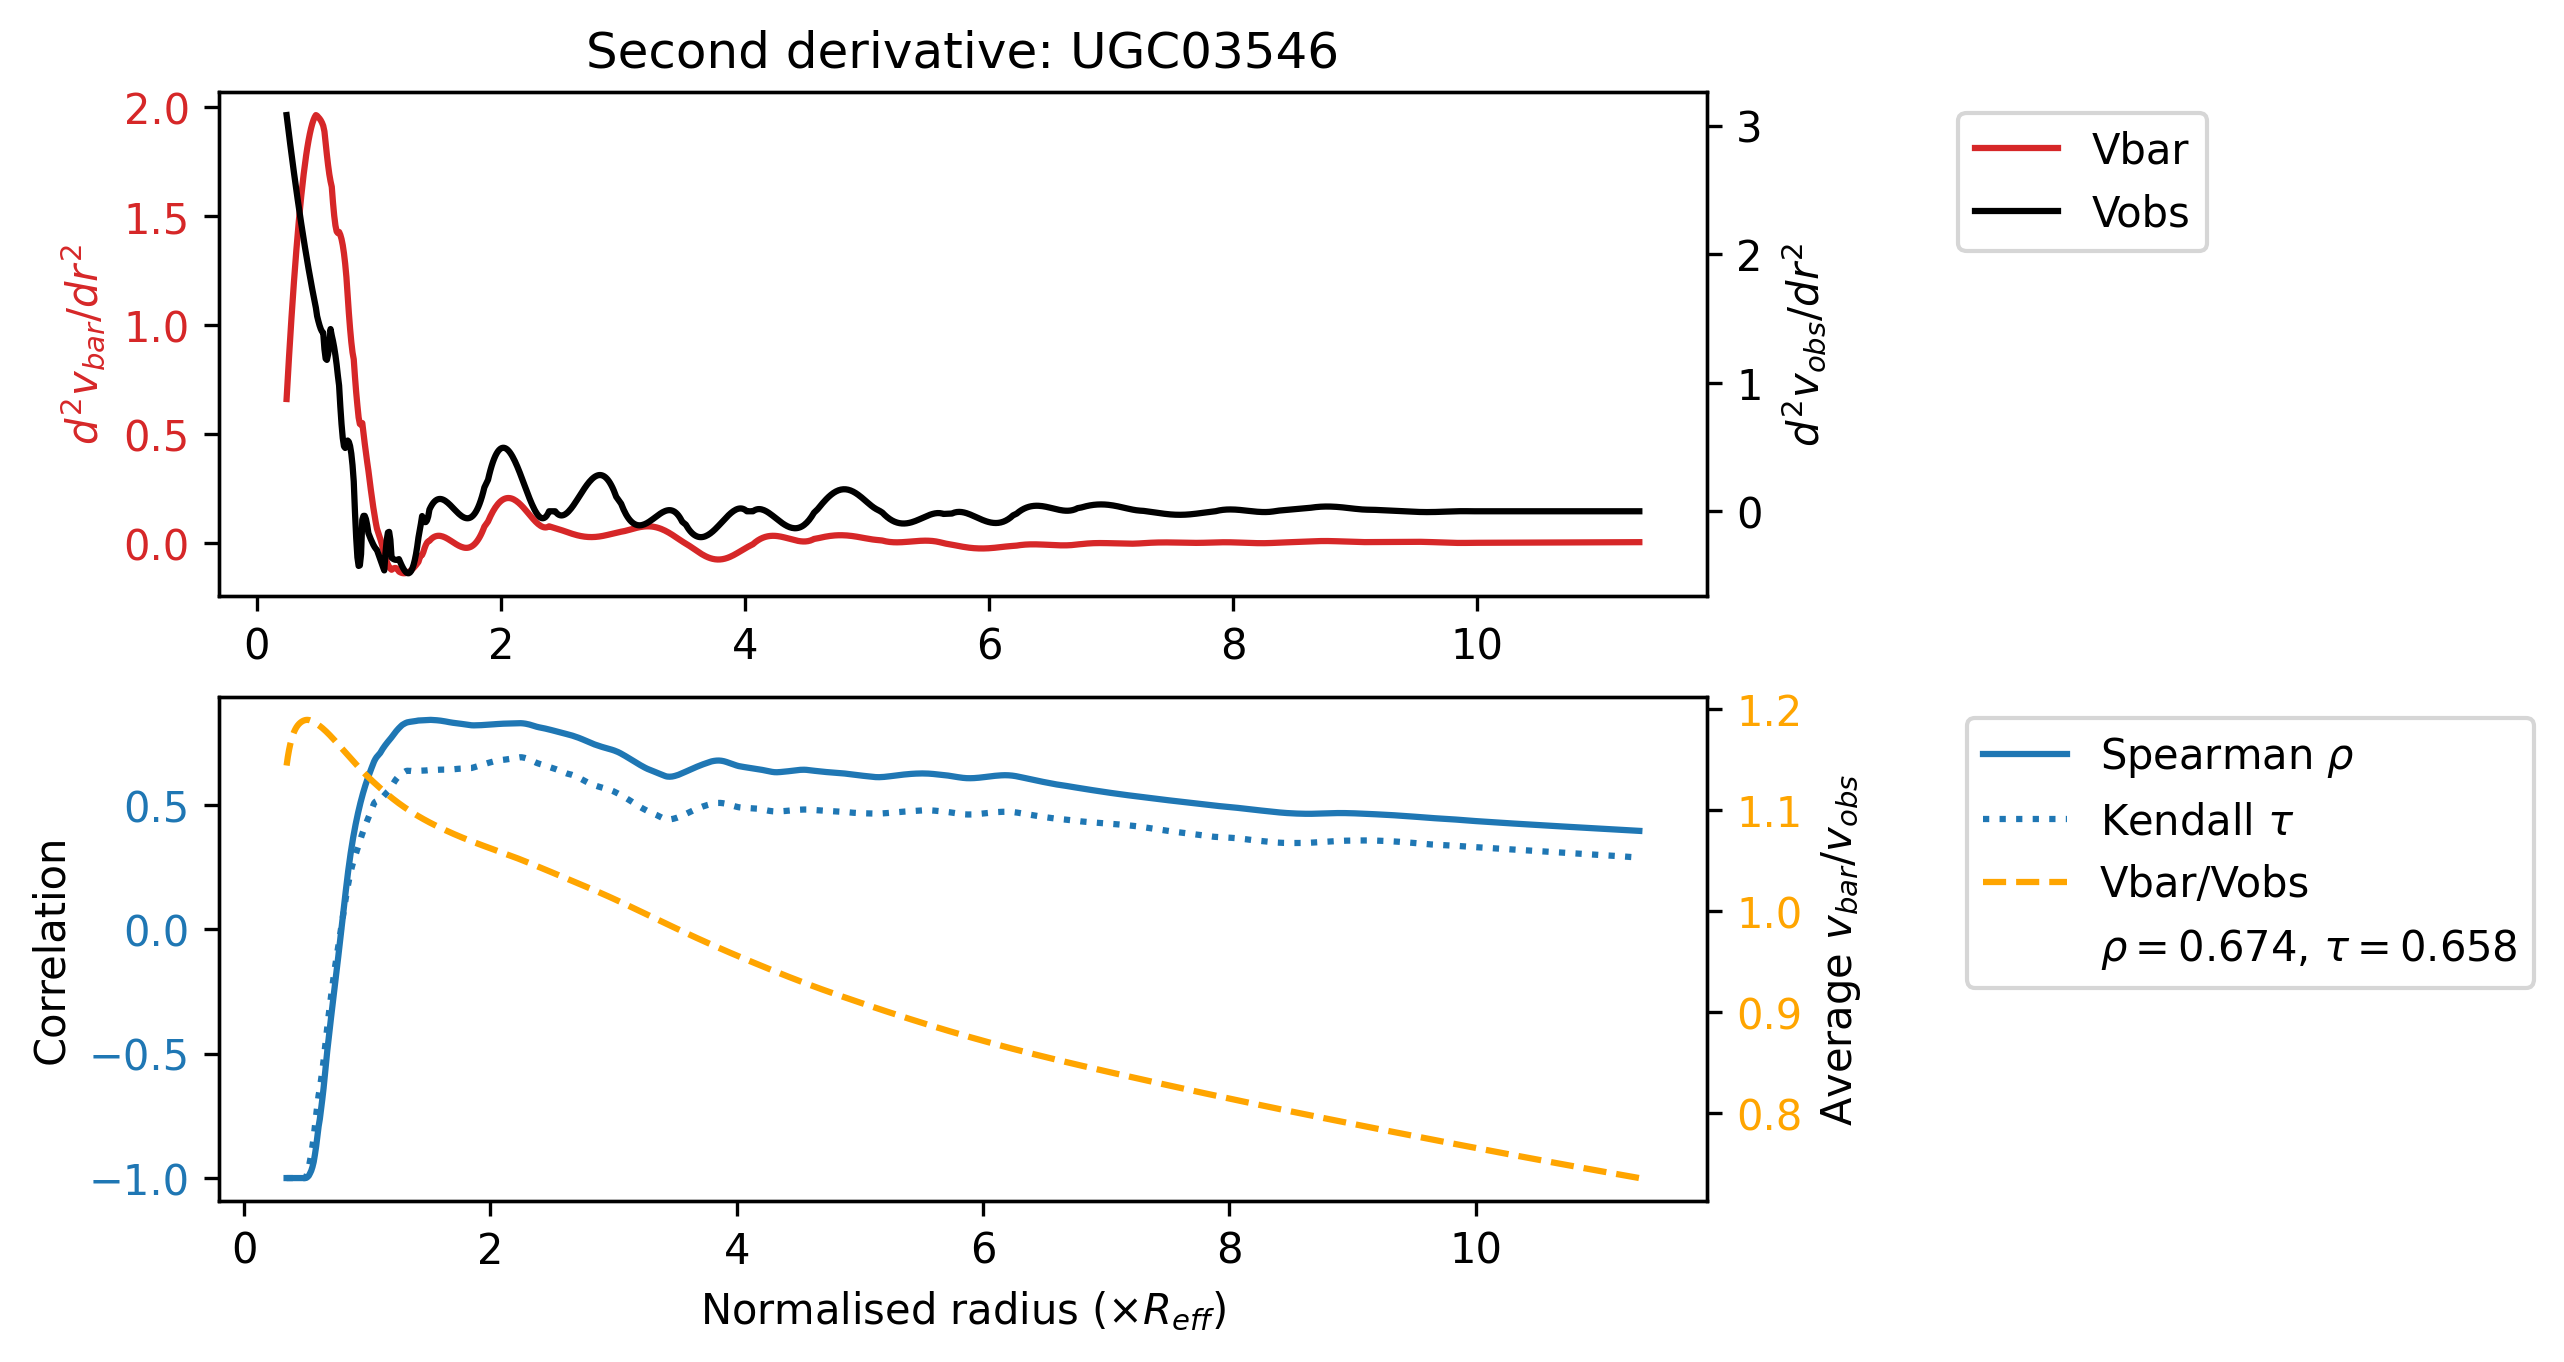 Second derivative: UGC03546
d²v_bar/dr²
2.0
1.5
1.0
0.5
0.0
3
2
1
0
d²v_obs/dr²
0 2 4 6 8 10
Vbar
Vobs
Correlation
0.5
0.0
−0.5
−1.0
1.2
1.1
1.0
0.9
0.8
Average v_bar/v_obs
0 2 4 6 8 10
Normalised radius (×R_eff)
Spearman ρ
Kendall τ
Vbar/Vobs
ρ = 0.674, τ = 0.658